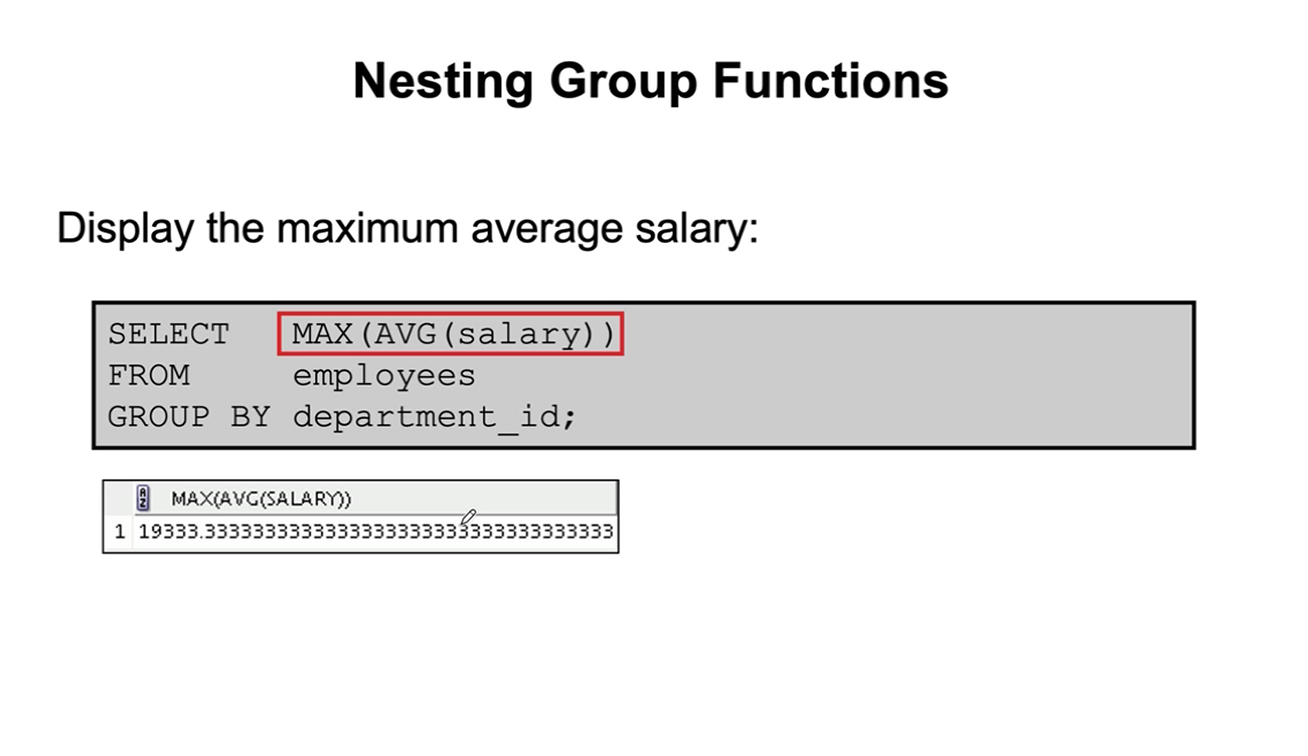 Nesting Group Functions
Display the maximum average salary:
SELECT MAX(AVG(salary))
FROM employees
GROUP BY department_id;
MAX(AVG(SALARY))
1 19333.3333333333333333333333333333333333